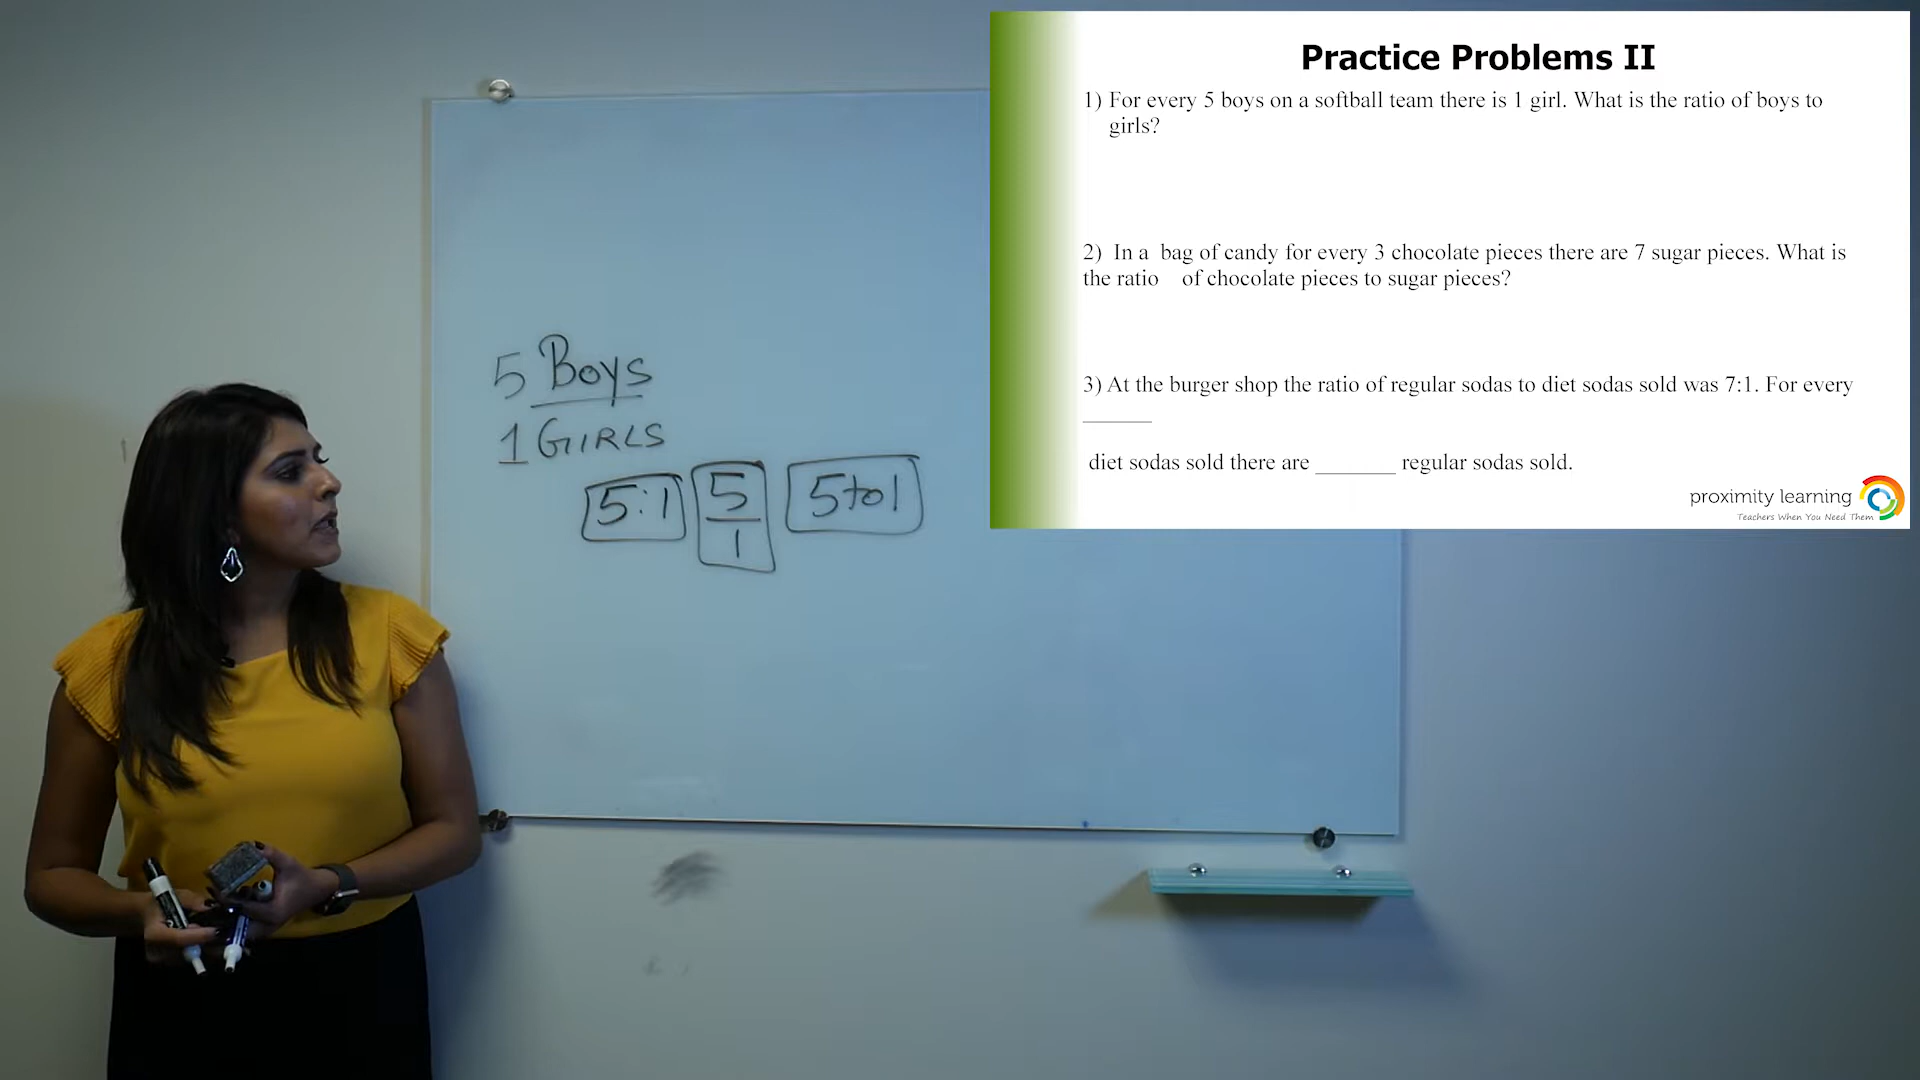 5 Boys
1 GIRLS
5:1 5/1 5to1
Practice Problems II
1) For every 5 boys on a softball team there is 1 girl. What is the ratio of boys to
girls?
2) In a bag of candy for every 3 chocolate pieces there are 7 sugar pieces. What is
the ratio of chocolate pieces to sugar pieces?
3) At the burger shop the ratio of regular sodas to diet sodas sold was 7:1. For every
______
diet sodas sold there are _______ regular sodas sold.
proximity learning
Teachers When You Need Them